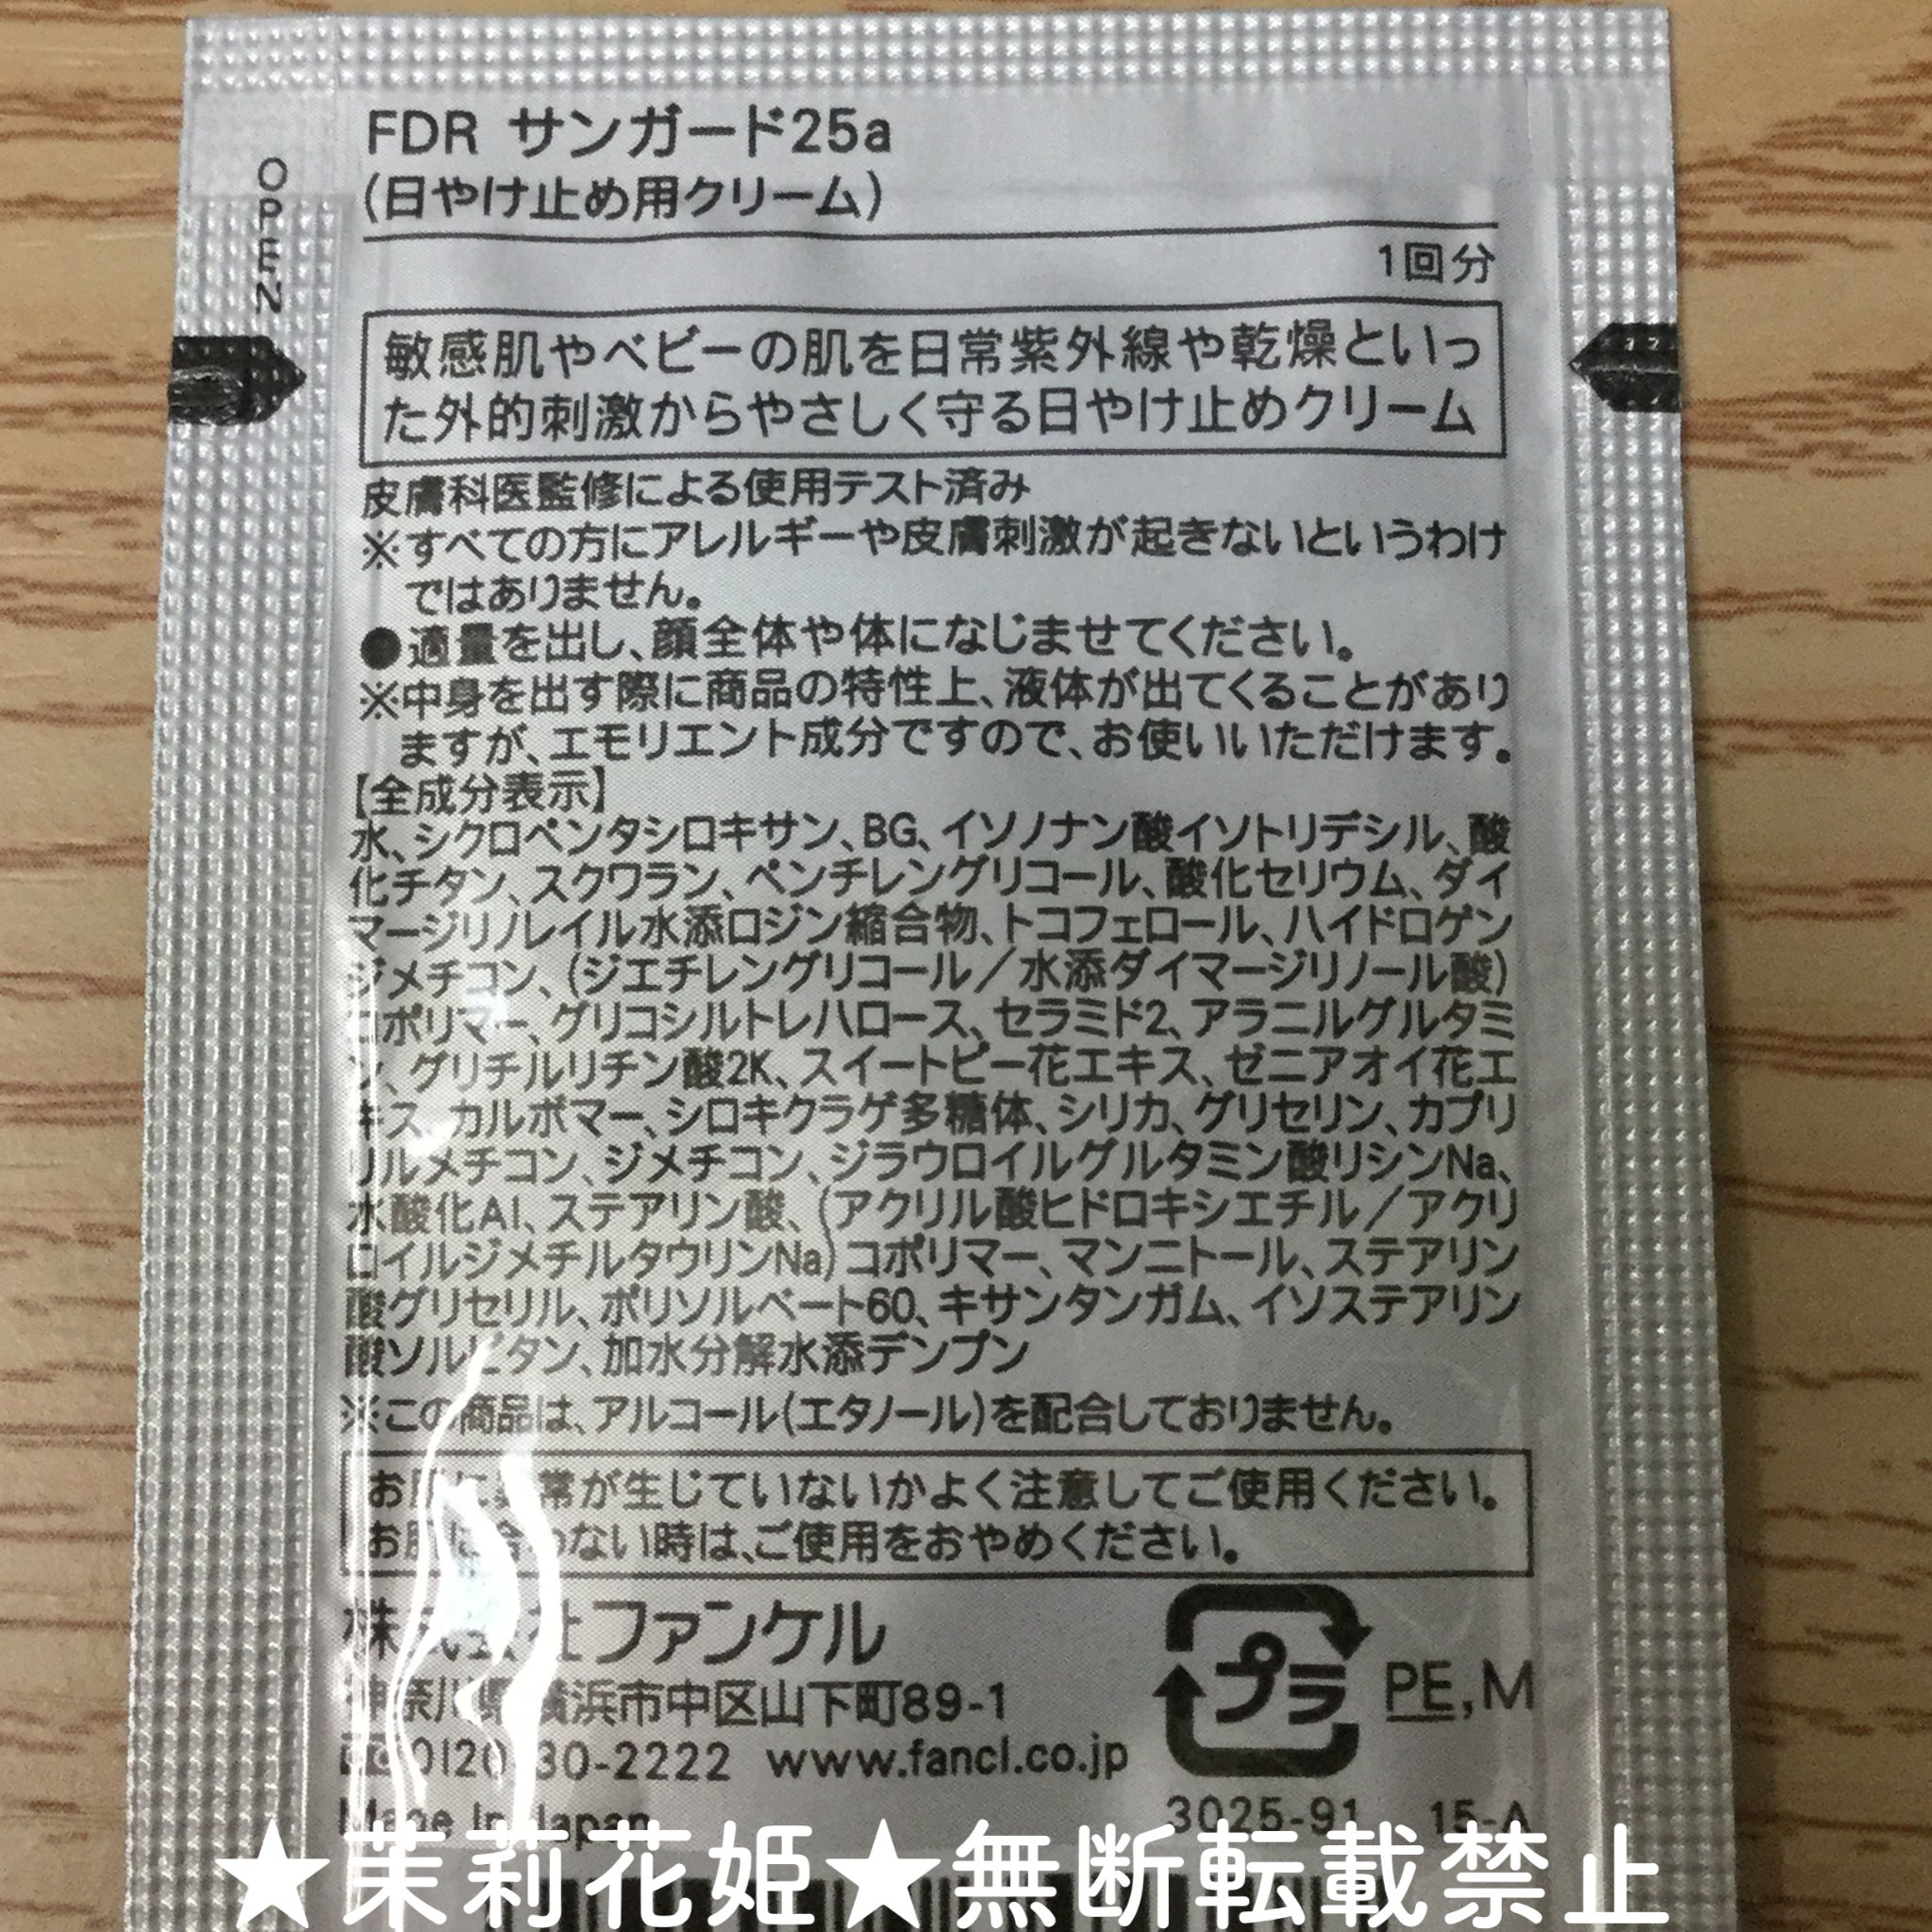 OPEN
FDR サンガード25a
(日やけ止め用クリーム)
1回分
敏感肌やベビーの肌を日常紫外線や乾燥といっ
た外的刺激からやさしく守る日やけ止めクリーム
皮膚科医監修による使用テスト済み
※すべての方にアレルギーや皮膚刺激が起きないというわけ
ではありません。
●適量を出し、顔全体や体になじませてください。
※中身を出す際に商品の特性上、液体が出てくることがあり
ますが、エモリエント成分ですので、お使いいただけます。
【全成分表示】
水、シクロペンタシロキサン、BG、イソノナン酸イソトリデシル、酸
化チタン、スクワラン、ペンチレングリコール、酸化セリウム、ダイ
マージリノレイル水添ロジン縮合物、トコフェロール、ハイドロゲン
ジメチコン、(ジエチレングリコール/水添ダイマージリノール酸)
コポリマー、グリコシルトレハロース、セラミド2、アラニルグルタミ
ン、グリチルリチン酸2K、スイートピー花エキス、ゼニアオイ花エ
キス、カルボマー、シロキクラゲ多糖体、シリカ、グリセリン、カプリ
リルメチコン、ジメチコン、ジラウロイルグルタミン酸リシンNa、
水酸化Al、ステアリン酸、(アクリル酸ヒドロキシエチル/アクリ
ロイルジメチルタウリンNa)コポリマー、マンニトール、ステアリン
酸グリセリル、ポリソルベート60、キサンタンガム、イソステアリン
酸ソルビタン、加水分解水添デンプン
※この商品は、アルコール(エタノール)を配合しておりません。
お肌に異常が生じていないかよく注意してご使用ください。
お肌に合わない時は、ご使用をおやめください。
株式会社ファンケル
神奈川県横浜市中区山下町89-1
0120-30-2222 www.fancl.co.jp
Made in Japan
プラ
PE,M
3025-91 15-A
★茉莉花姫★無断転載禁止